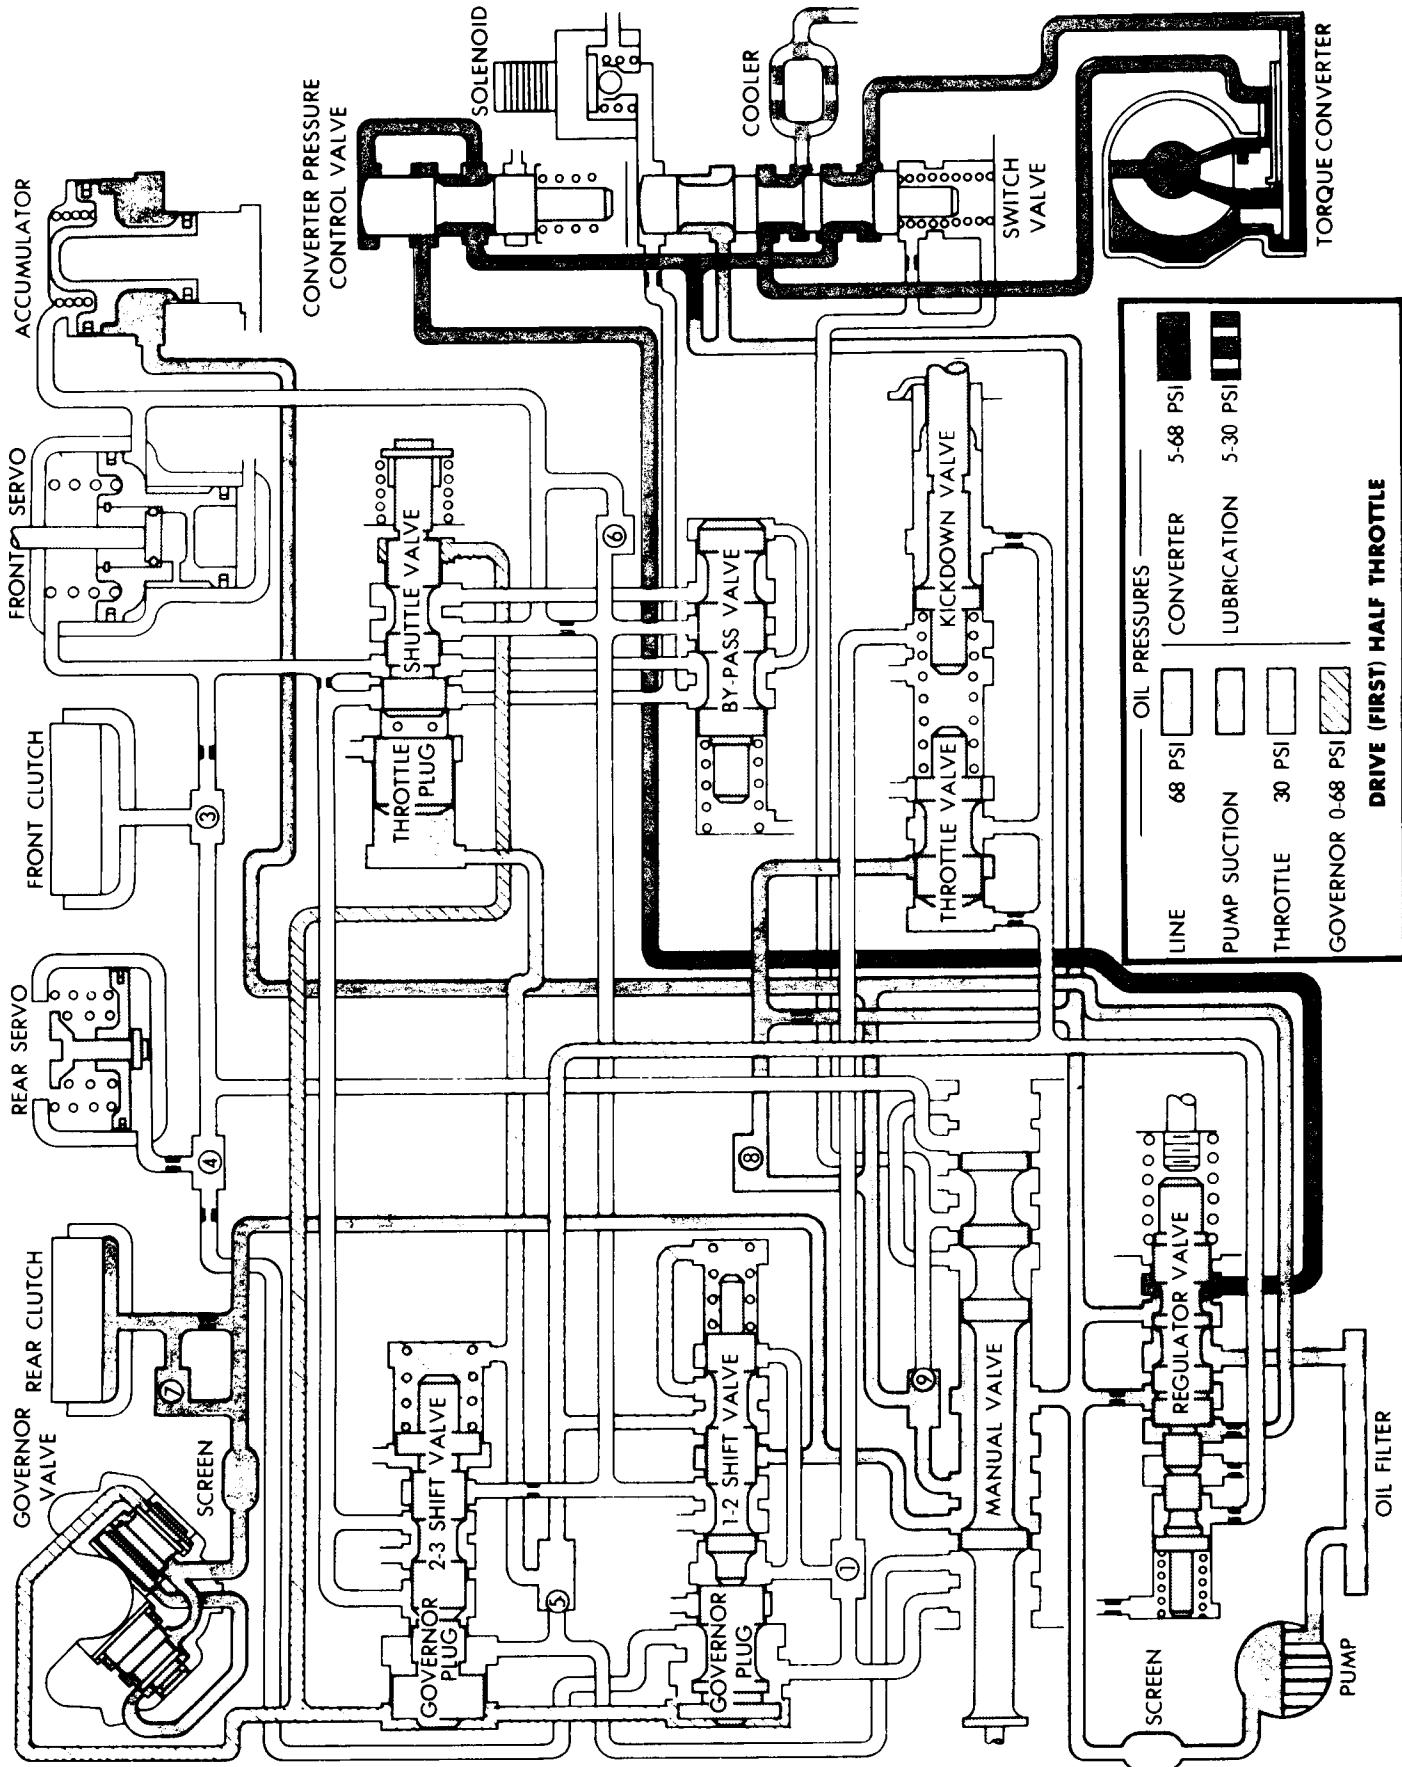 GOVERNOR
VALVE
REAR CLUTCH
REAR SERVO
FRONT CLUTCH
FRONT SERVO
ACCUMULATOR
SCREEN
7
4
3
CONVERTER PRESSURE
CONTROL VALVE
SOLENOID
GOVERNOR
PLUG
2-3 SHIFT VALVE
THROTTLE
PLUG
SHUTTLE VALVE
5
6
GOVERNOR
PLUG
1-2 SHIFT VALVE
8
BY-PASS VALVE
COOLER
1
9
MANUAL VALVE
THROTTLE VALVE
KICKDOWN VALVE
SWITCH
VALVE
SCREEN
REGULATOR VALVE
PUMP
OIL FILTER
TORQUE CONVERTER
OIL PRESSURES
LINE 68 PSI
CONVERTER 5-68 PSI
PUMP SUCTION
LUBRICATION 5-30 PSI
THROTTLE 30 PSI
GOVERNOR 0-68 PSI
DRIVE (FIRST) HALF THROTTLE